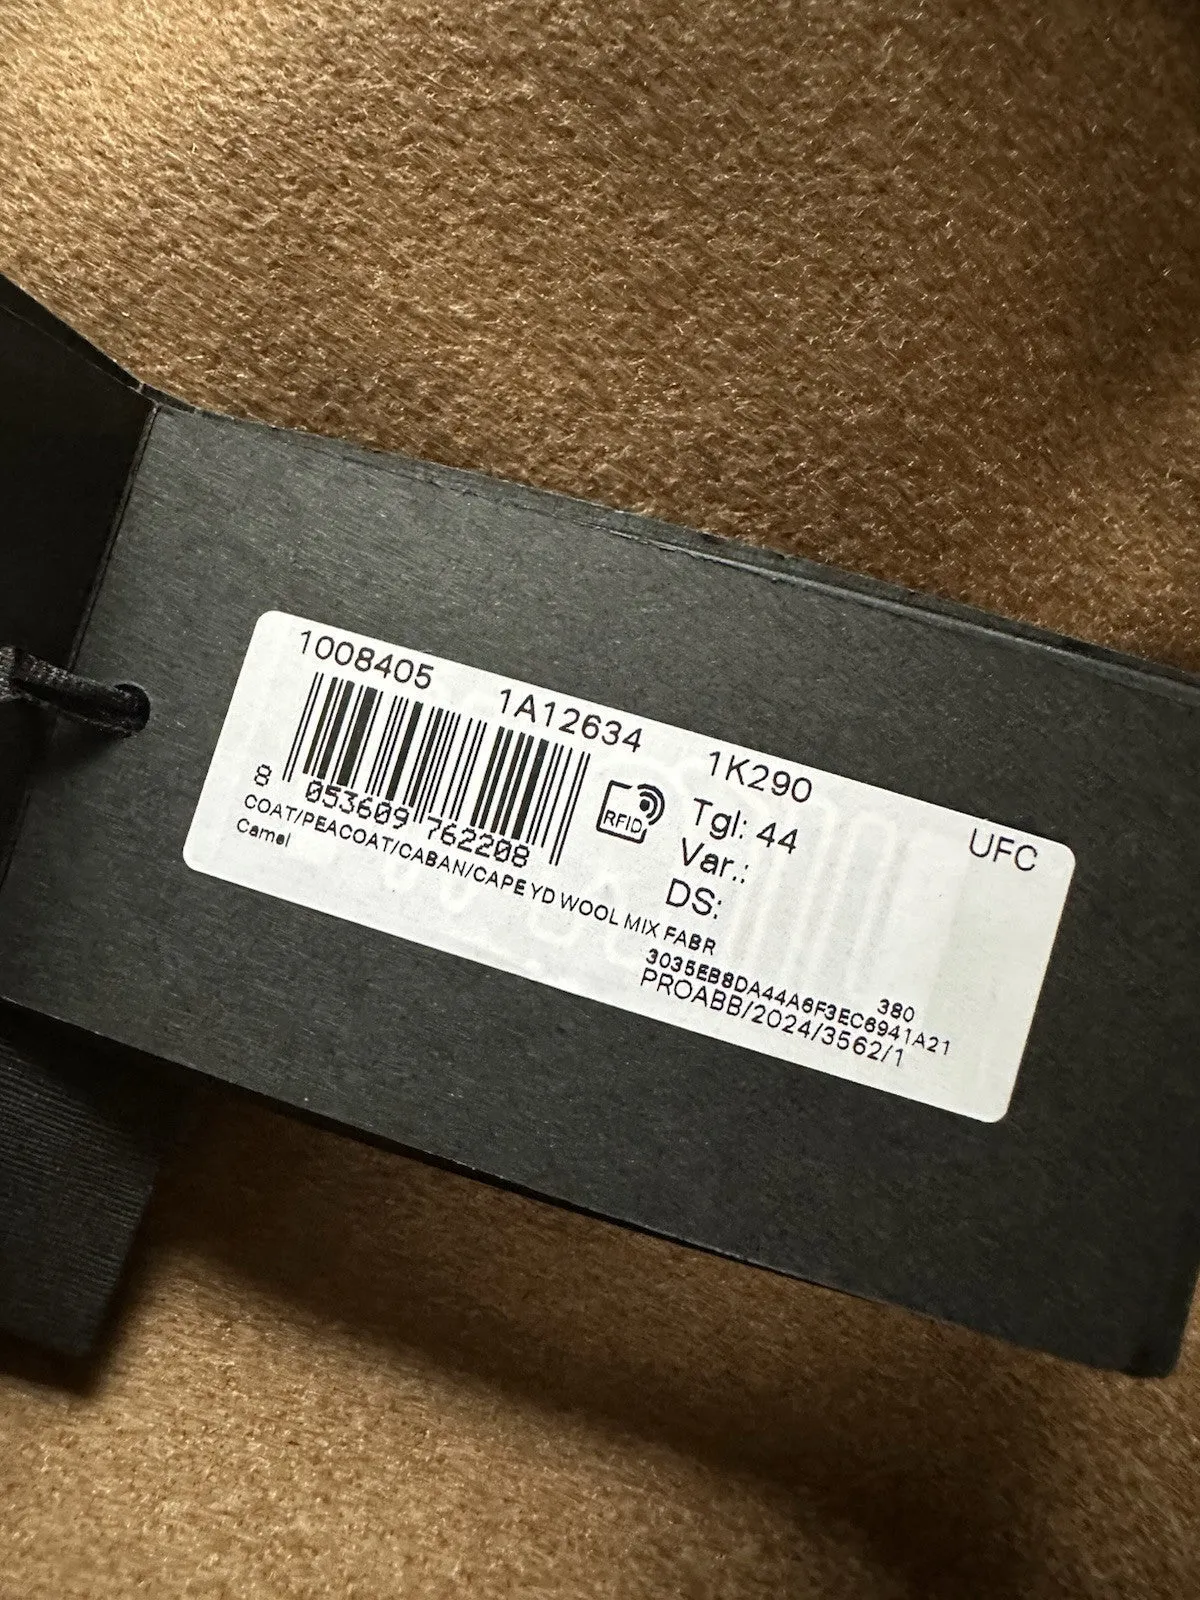 1008405 1A12634 1K290 UFC
8 053609 762208
RFID
Tgl: 44
Var.:
DS:
COAT/PEACOAT/CABAN/CAPE YD WOOL MIX FABR
Camel
380
3035EB8DA44A6F3EC6941A21
PROABB/2024/3562/1